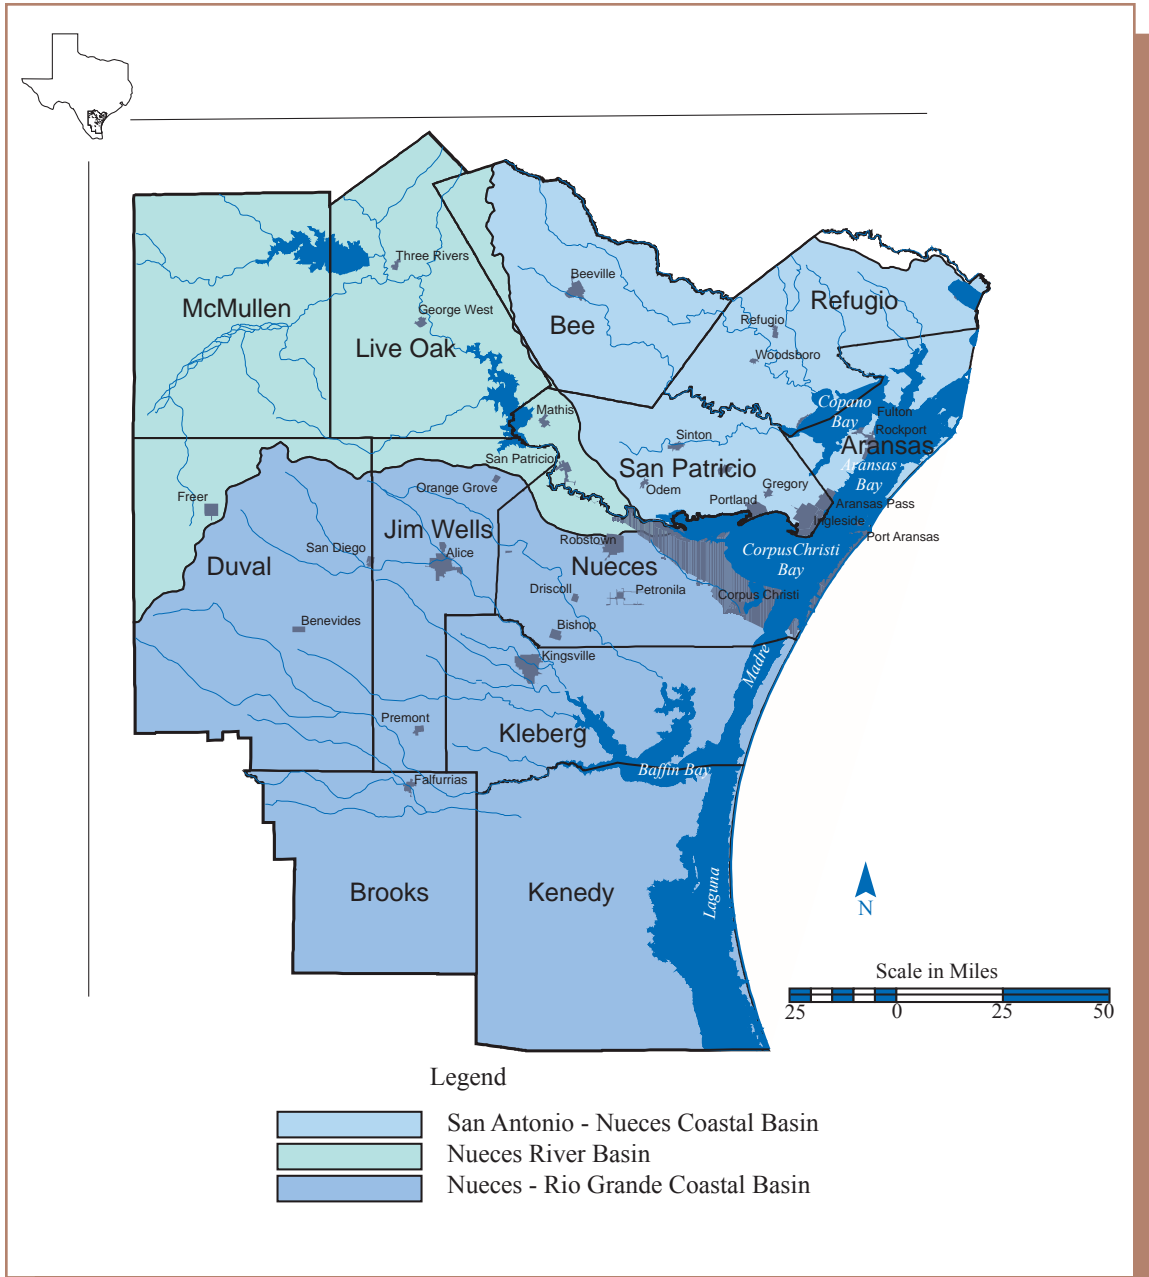 Three Rivers
Beeville
McMullen
Refugio
George West
Bee
Refugio
Live Oak
Woodsboro
Copano
Bay
Fulton
Mathis
Rockport
Sinton
Aransas
San Patricio
San Patricio
Aransas
Bay
Orange Grove
Odem
Gregory
Freer
Portland
Aransas Pass
Ingleside
Jim Wells
Port Aransas
San Diego
Alice
Robstown
CorpusChristi
Bay
Duval
Nueces
Driscoll
Petronila
Corpus Christi
Benevides
Bishop
Kingsville
Madre
Premont
Kleberg
Baffin Bay
Falfurrias
Brooks
Kenedy
Laguna
N
Scale in Miles
25 0 25 50
Legend
San Antonio - Nueces Coastal Basin
Nueces River Basin
Nueces - Rio Grande Coastal Basin